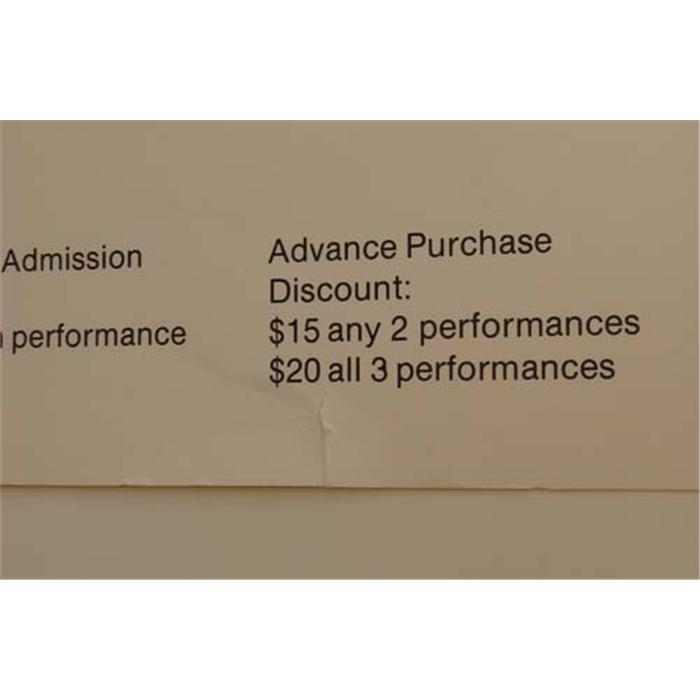 Admission
performance
Advance Purchase
Discount:
$15 any 2 performances
$20 all 3 performances